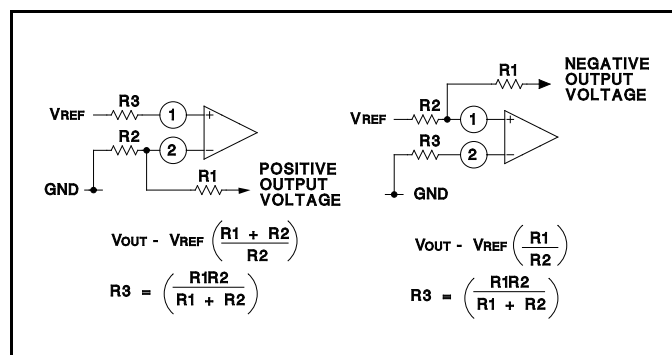 R3
VREF
1
+
R2
2
−
R1
GND
POSITIVE
OUTPUT
VOLTAGE
VOUT - VREF (R1 + R2 / R2)
R3 = (R1R2 / R1 + R2)
R1
NEGATIVE
OUTPUT
VOLTAGE
R2
VREF
1
+
R3
2
−
GND
VOUT - VREF (R1 / R2)
R3 = (R1R2 / R1 + R2)